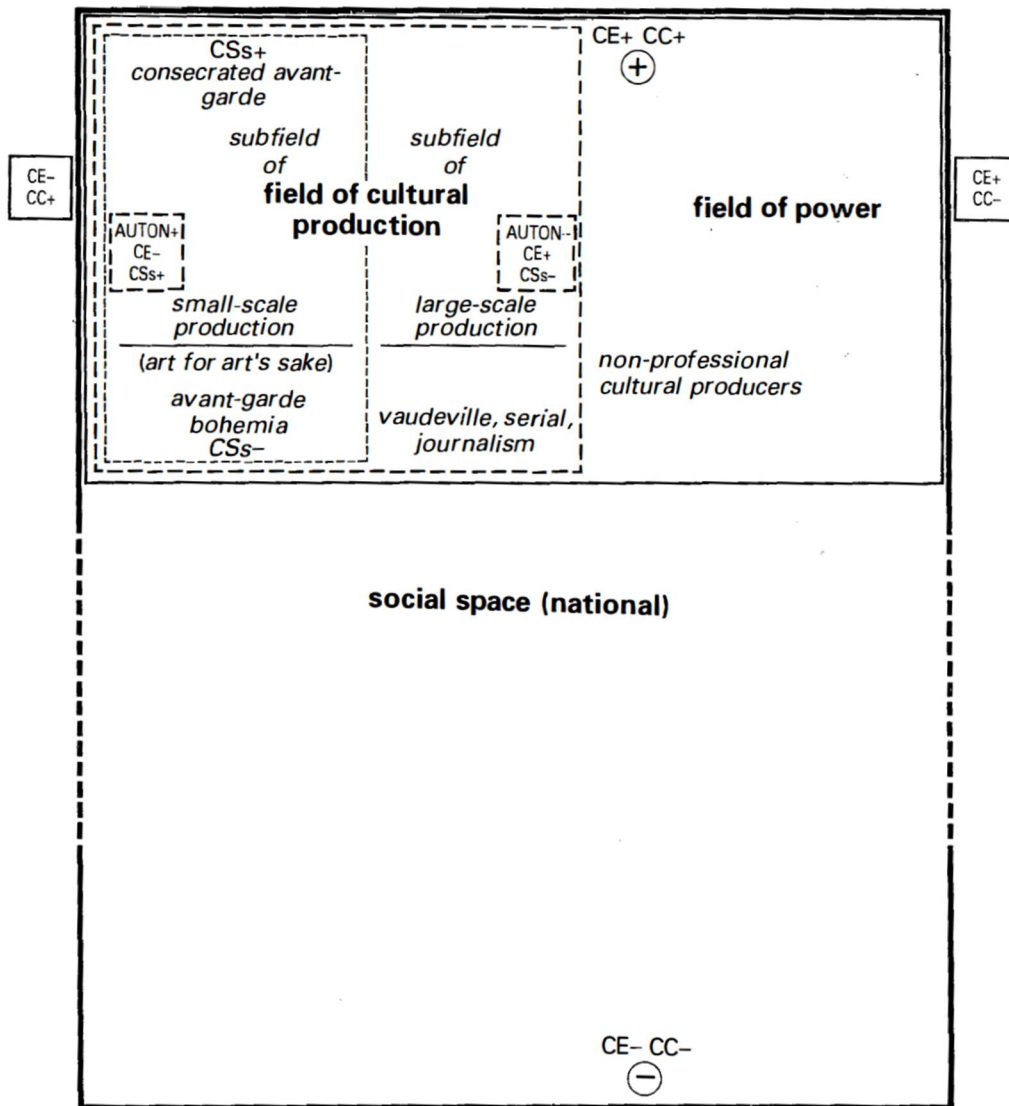 CE+ CC+
+
CSs+
consecrated avant-
garde
subfield
of
subfield
of
field of cultural
production
field of power
CE–
CC+
CE+
CC–
AUTON+
CE–
CSs+
AUTON–
CE+
CSs–
small-scale
production
large-scale
production
(art for art's sake)
avant-garde
bohemia
CSs–
vaudeville, serial,
journalism
non-professional
cultural producers
social space (national)
CE– CC–
–